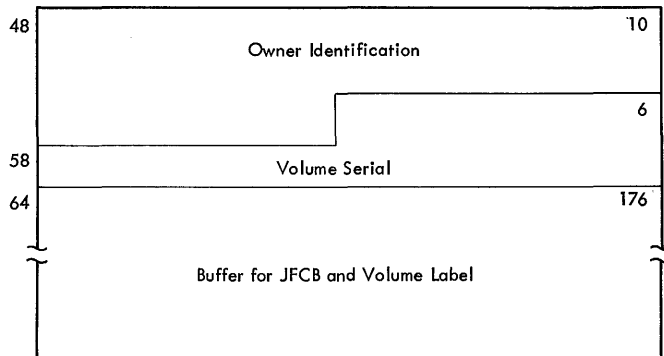 48 10
Owner Identification
6
58
Volume Serial
64 176
Buffer for JFCB and Volume Label